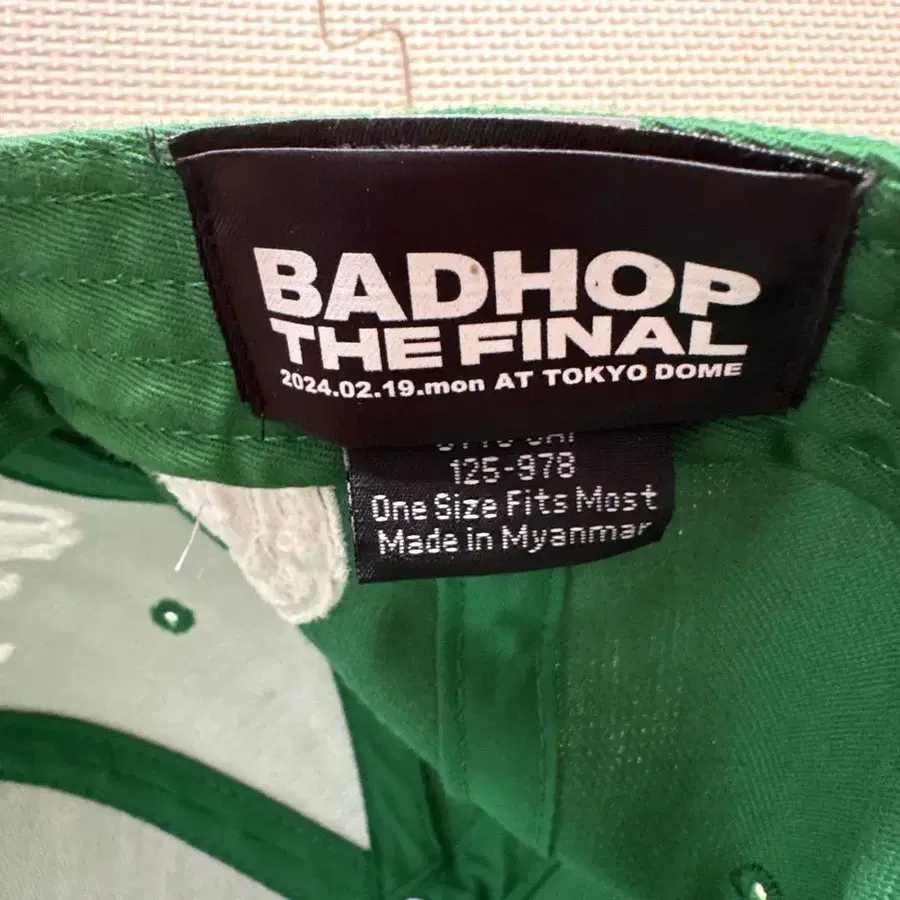 BADHOP
THE FINAL
2024.02.19.mon AT TOKYO DOME
125-978
One Size Fits Most
Made in Myanmar